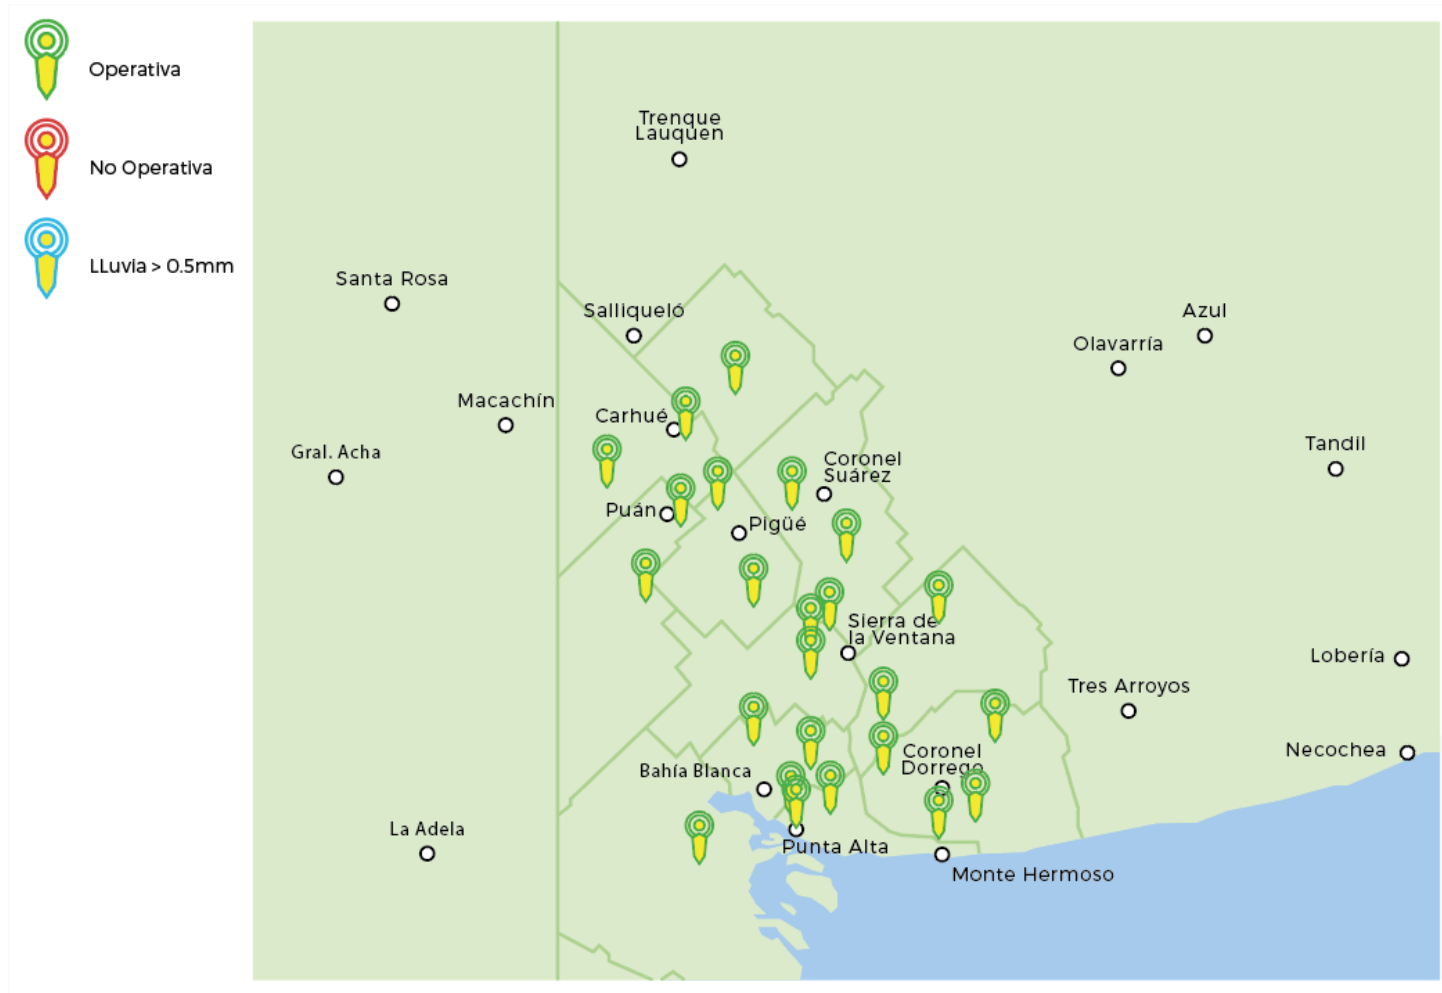 Operativa
No Operativa
LLuvia > 0.5mm
Trenque
Lauquen
Santa Rosa
Salliqueló
Azul
Olavarría
Macachín
Carhué
Gral. Acha
Tandil
Coronel
Suárez
Puán
Pigüé
Sierra de
la Ventana
Lobería
Tres Arroyos
Necochea
Coronel
Dorrego
Bahía Blanca
La Adela
Punta Alta
Monte Hermoso